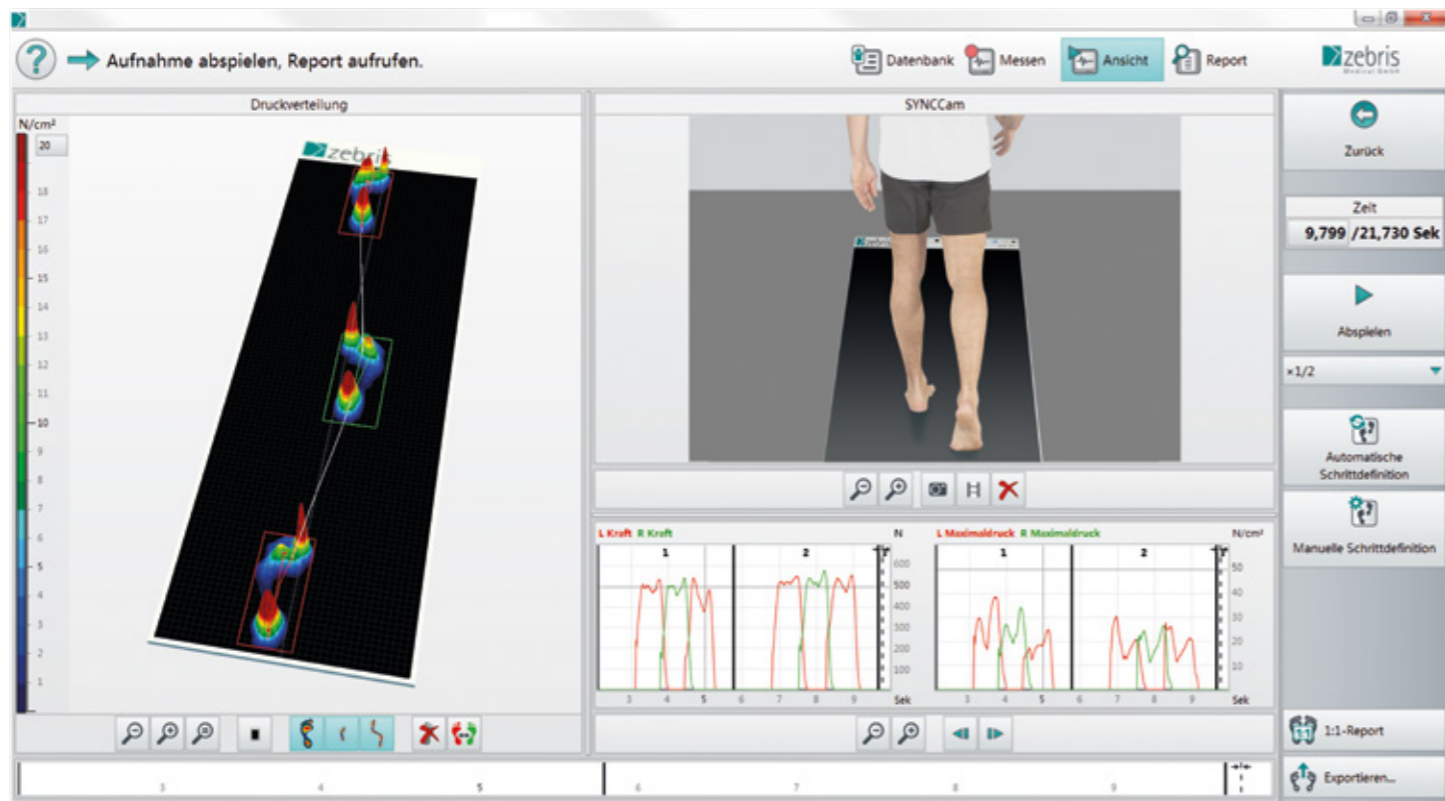 Aufnahme abspielen, Report aufrufen.
Datenbank
Messen
Ansicht
Report
zebris
Medical GmbH
Druckverteilung
N/cm²
20
18
17
16
15
14
13
12
11
10
9
8
7
6
5
4
3
2
1
zebris
SYNCCam
zebris
L Kraft R Kraft
N
1
2
600
500
400
300
200
100
3 4 5 6 7 8 9 Sek
L Maximaldruck R Maximaldruck
N/cm²
1
2
50
40
30
20
10
3 4 5 6 7 8 9 Sek
Zurück
Zeit
9,799 /21,730 Sek
Abspielen
×1/2
Automatische
Schrittdefinition
Manuelle Schrittdefinition
1:1-Report
Exportieren...
3 4 5 6 7 8 9